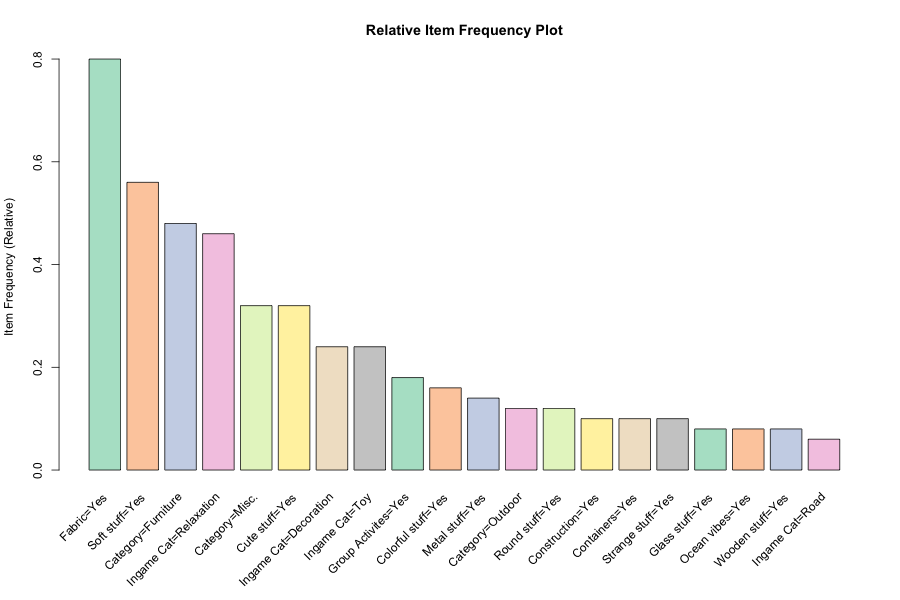 Relative Item Frequency Plot
Item Frequency (Relative)
0.8
0.6
0.4
0.2
0.0
Fabric=Yes
Soft stuff=Yes
Category=Furniture
Ingame Cat=Relaxation
Category=Misc.
Cute stuff=Yes
Ingame Cat=Decoration
Ingame Cat=Toy
Group Activites=Yes
Colorful stuff=Yes
Metal stuff=Yes
Category=Outdoor
Round stuff=Yes
Construction=Yes
Containers=Yes
Strange stuff=Yes
Glass stuff=Yes
Ocean vibes=Yes
Wooden stuff=Yes
Ingame Cat=Road